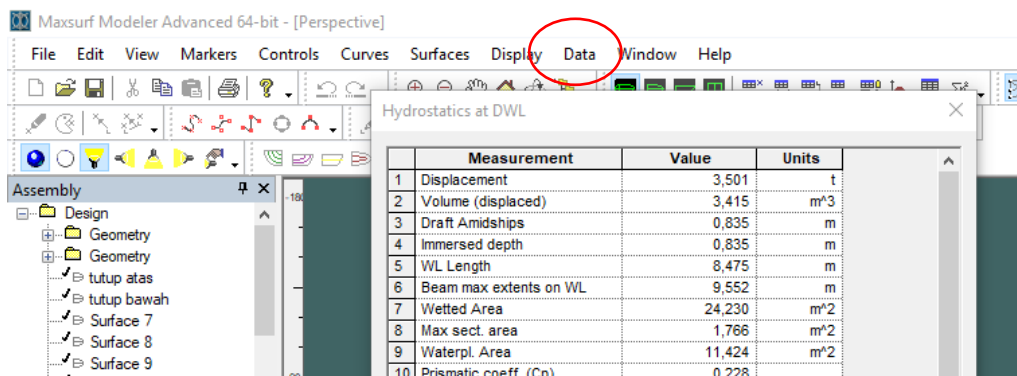 Maxsurf Modeler Advanced 64-bit - [Perspective]
File Edit View Markers Controls Curves Surfaces Display Data Window Help
Hydrostatics at DWL
Measurement Value Units
1 Displacement 3,501 t
2 Volume (displaced) 3,415 m^3
3 Draft Amidships 0,835 m
4 Immersed depth 0,835 m
5 WL Length 8,475 m
6 Beam max extents on WL 9,552 m
7 Wetted Area 24,230 m^2
8 Max sect. area 1,766 m^2
9 Waterpl. Area 11,424 m^2
10 Prismatic coeff. (Cp) 0,228
Assembly
Design
Geometry
Geometry
tutup atas
tutup bawah
Surface 7
Surface 8
Surface 9